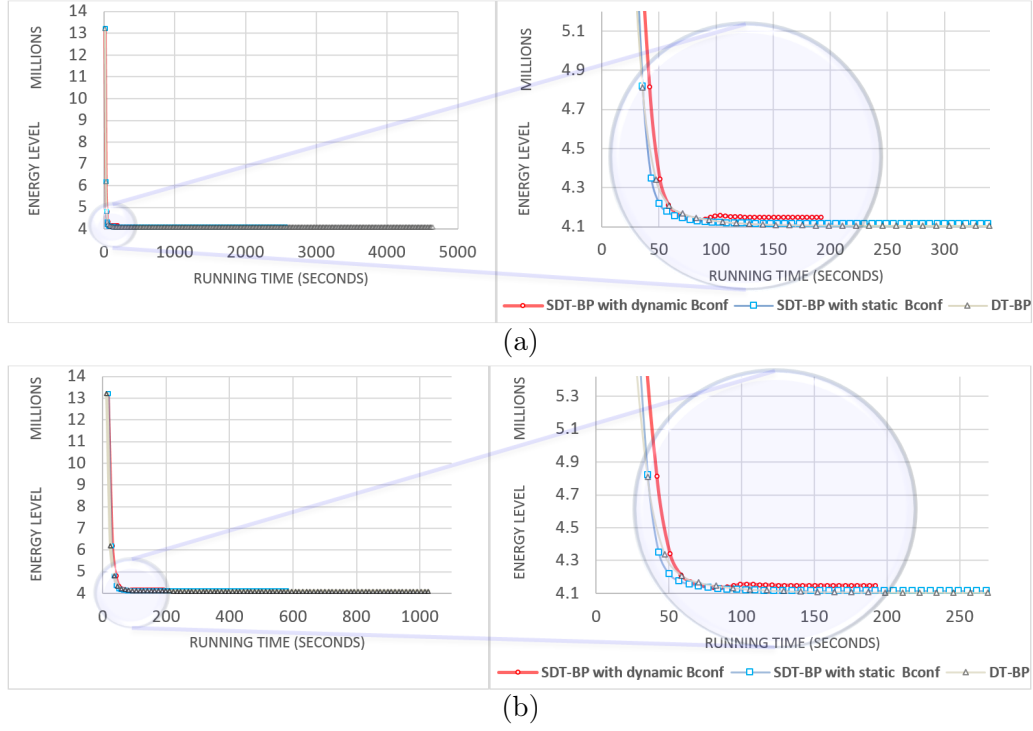 14
13
12
11
10
9
8
7
6
5
4
ENERGY LEVEL MILLIONS
0 1000 2000 3000 4000 5000
RUNNING TIME (SECONDS)
5.1
4.9
4.7
4.5
4.3
4.1
ENERGY LEVEL MILLIONS
0 50 100 150 200 250 300
RUNNING TIME (SECONDS)
SDT-BP with dynamic Bconf SDT-BP with static Bconf DT-BP
(a)
14
13
12
11
10
9
8
7
6
5
4
ENERGY LEVEL MILLIONS
0 200 400 600 800 1000
RUNNING TIME (SECONDS)
5.3
5.1
4.9
4.7
4.5
4.3
4.1
ENERGY LEVEL MILLIONS
0 50 100 150 200 250
RUNNING TIME (SECONDS)
SDT-BP with dynamic Bconf SDT-BP with static Bconf DT-BP
(b)